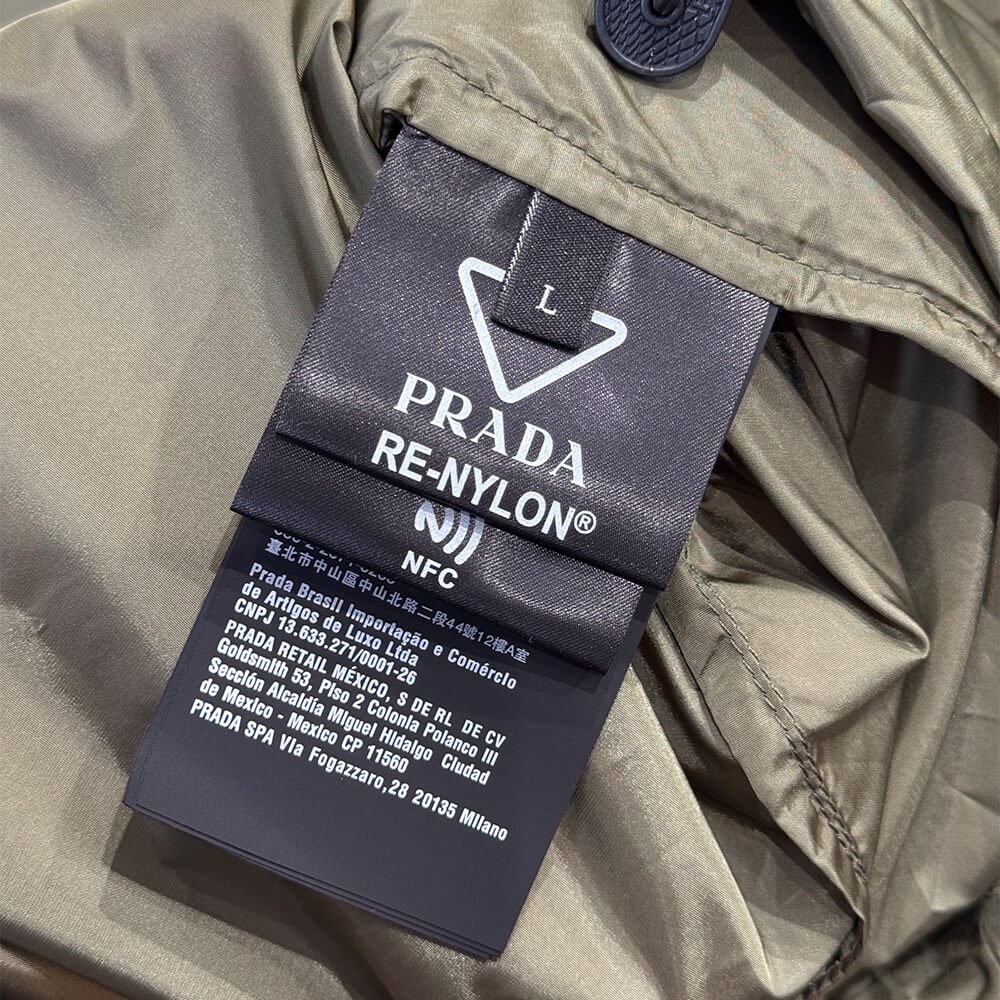 L
PRADA
RE-NYLON®
NFC
臺北市中山區中山北路二段44號12樓A室
Prada Brasil Importação e Comércio
de Artigos de Luxo Ltda
CNPJ 13.633.271/0001-26
PRADA RETAIL MÉXICO, S DE RL DE CV
Goldsmith 53, Piso 2 Colonia Polanco III
Sección Alcaldía Miguel Hidalgo Ciudad
de Mexico - Mexico CP 11560
PRADA SPA Via Fogazzaro,28 20135 Milano